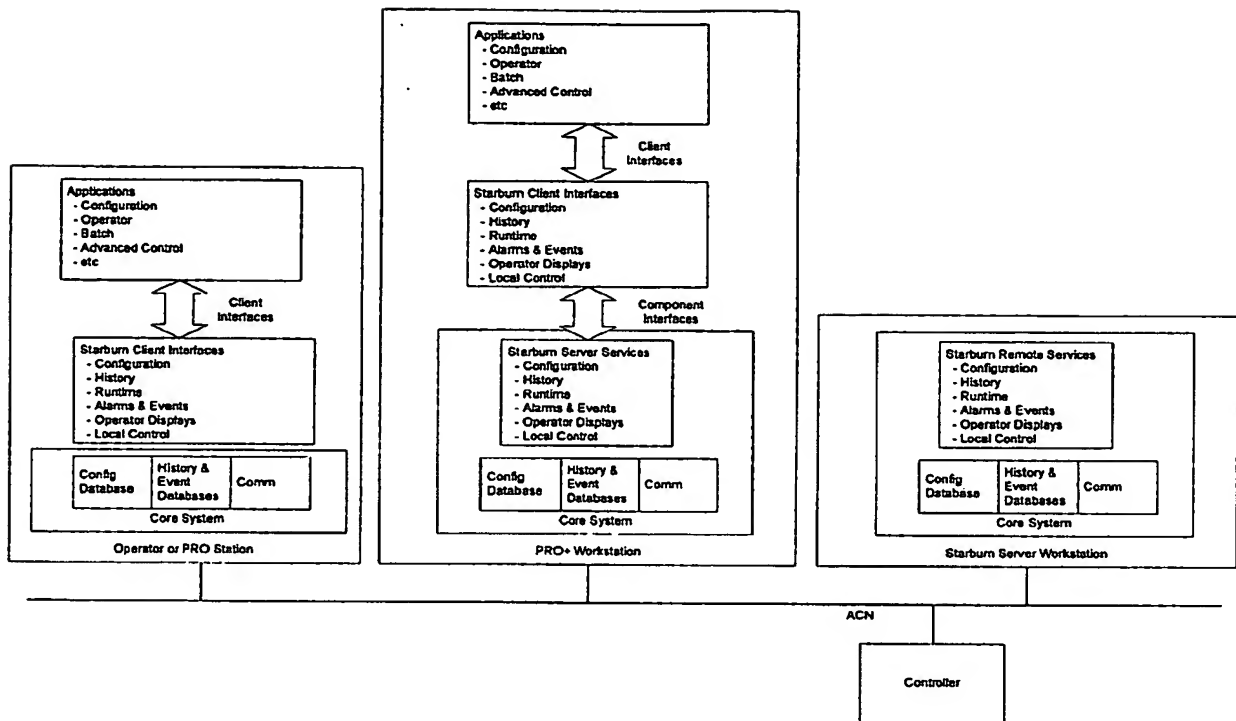 Applications
- Configuration
- Operator
- Batch
- Advanced Control
- etc
Client
Interfaces
Starburn Client Interfaces
- Configuration
- History
- Runtime
- Alarms & Events
- Operator Displays
- Local Control
Config
Database
History &
Event
Databases
Comm
Core System
Operator or PRO Station
Applications
- Configuration
- Operator
- Batch
- Advanced Control
- etc
Client
Interfaces
Starburn Client Interfaces
- Configuration
- History
- Runtime
- Alarms & Events
- Operator Displays
- Local Control
Component
Interfaces
Starburn Server Services
- Configuration
- History
- Runtime
- Alarms & Events
- Operator Displays
- Local Control
Config
Database
History &
Event
Databases
Comm
Core System
PRO+ Workstation
Starburn Remote Services
- Configuration
- History
- Runtime
- Alarms & Events
- Operator Displays
- Local Control
Config
Database
History &
Event
Databases
Comm
Core System
Starburn Server Workstation
ACN
Controller